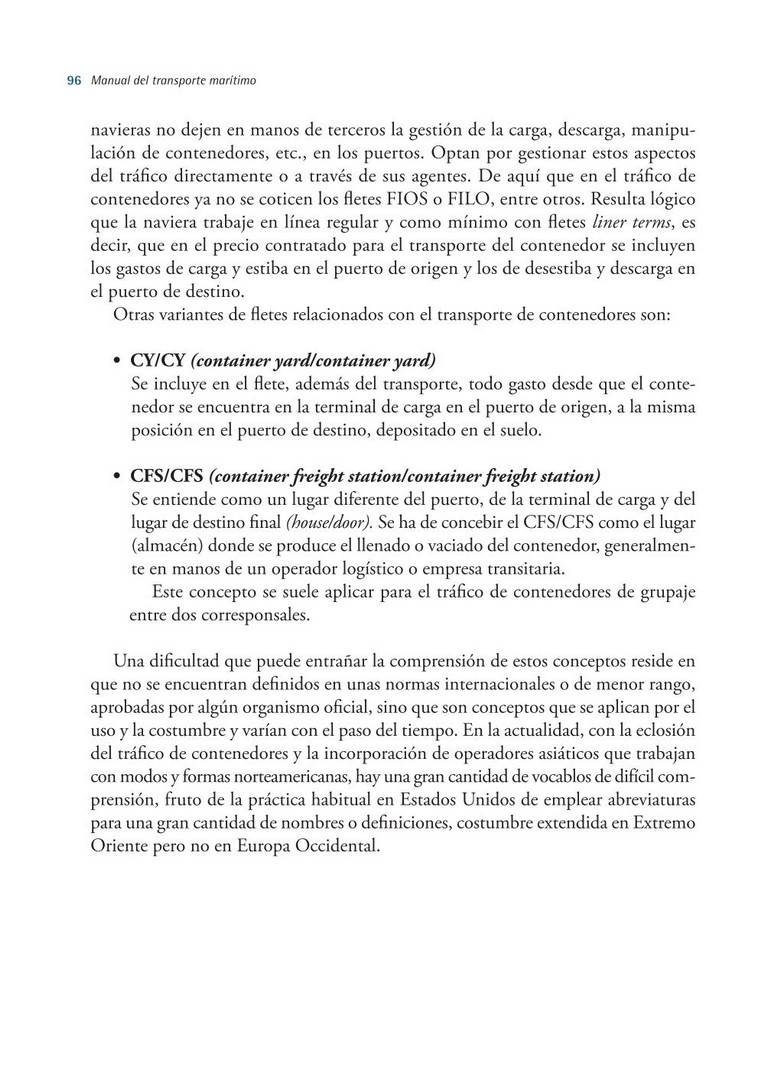 96 Manual del transporte marítimo
navieras no dejen en manos de terceros la gestión de la carga, descarga, manipu-
lación de contenedores, etc., en los puertos. Optan por gestionar estos aspectos
del tráfico directamente o a través de sus agentes. De aquí que en el tráfico de
contenedores ya no se coticen los fletes FIOS o FILO, entre otros. Resulta lógico
que la naviera trabaje en línea regular y como mínimo con fletes liner terms, es
decir, que en el precio contratado para el transporte del contenedor se incluyen
los gastos de carga y estiba en el puerto de origen y los de desestiba y descarga en
el puerto de destino.
Otras variantes de fletes relacionados con el transporte de contenedores son:
• CY/CY (container yard/container yard)
Se incluye en el flete, además del transporte, todo gasto desde que el conte-
nedor se encuentra en la terminal de carga en el puerto de origen, a la misma
posición en el puerto de destino, depositado en el suelo.
• CFS/CFS (container freight station/container freight station)
Se entiende como un lugar diferente del puerto, de la terminal de carga y del
lugar de destino final (house/door). Se ha de concebir el CFS/CFS como el lugar
(almacén) donde se produce el llenado o vaciado del contenedor, generalmen-
te en manos de un operador logístico o empresa transitaria.
Este concepto se suele aplicar para el tráfico de contenedores de grupaje
entre dos corresponsales.
Una dificultad que puede entrañar la comprensión de estos conceptos reside en
que no se encuentran definidos en unas normas internacionales o de menor rango,
aprobadas por algún organismo oficial, sino que son conceptos que se aplican por el
uso y la costumbre y varían con el paso del tiempo. En la actualidad, con la eclosión
del tráfico de contenedores y la incorporación de operadores asiáticos que trabajan
con modos y formas norteamericanas, hay una gran cantidad de vocablos de difícil com-
prensión, fruto de la práctica habitual en Estados Unidos de emplear abreviaturas
para una gran cantidad de nombres o definiciones, costumbre extendida en Extremo
Oriente pero no en Europa Occidental.